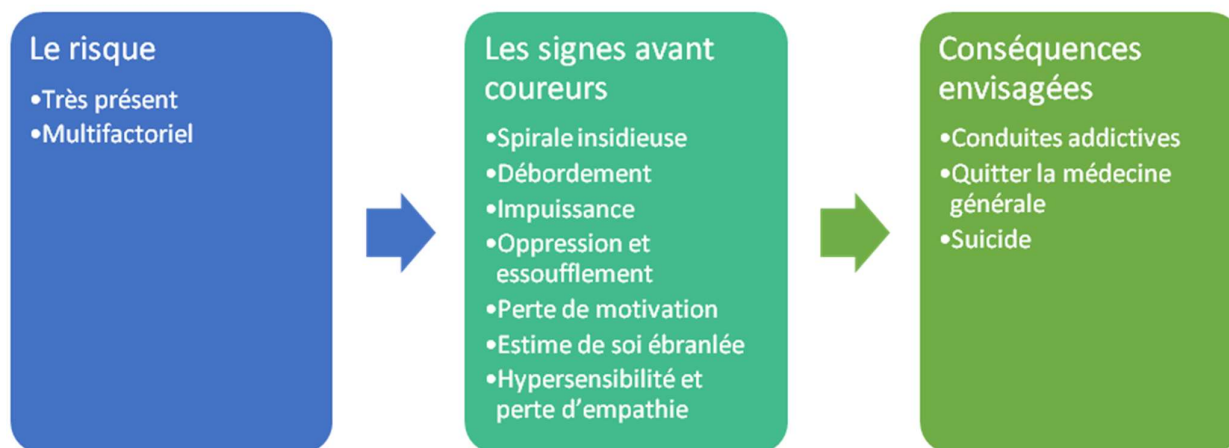 Le risque
•Très présent
•Multifactoriel
Les signes avant
coureurs
•Spirale insidieuse
•Débordement
•Impuissance
•Oppression et
essoufflement
•Perte de motivation
•Estime de soi ébranlée
•Hypersensibilité et
perte d’empathie
Conséquences
envisagées
•Conduites addictives
•Quitter la médecine
générale
•Suicide